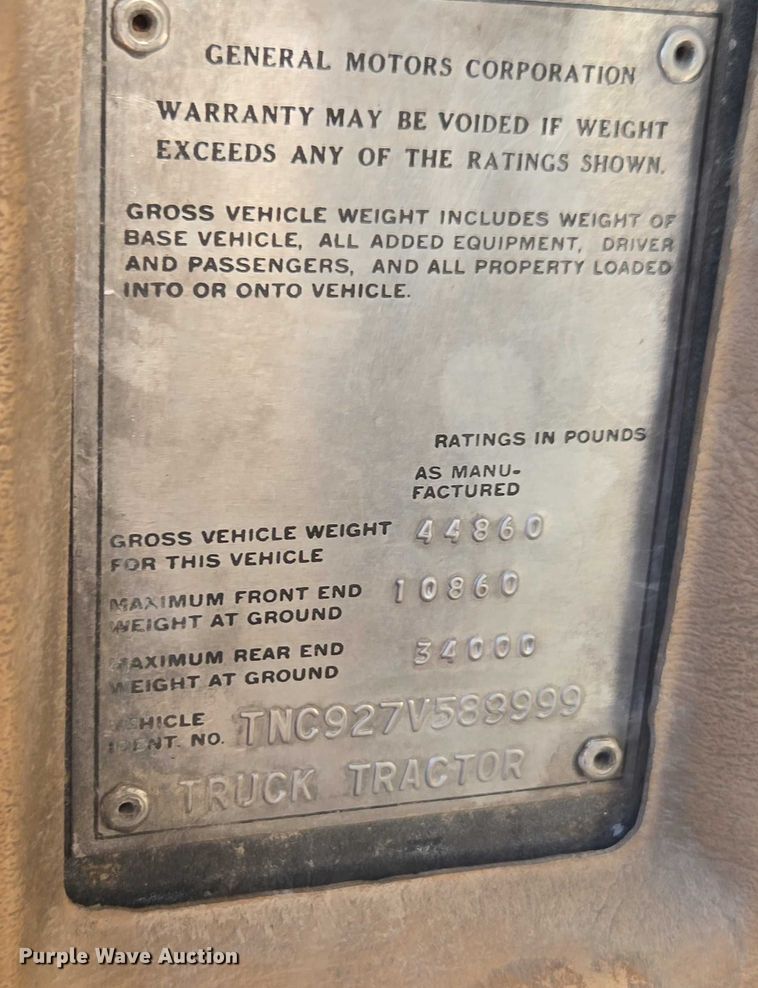 GENERAL MOTORS CORPORATION
WARRANTY MAY BE VOIDED IF WEIGHT
EXCEEDS ANY OF THE RATINGS SHOWN.
GROSS VEHICLE WEIGHT INCLUDES WEIGHT OF
BASE VEHICLE, ALL ADDED EQUIPMENT, DRIVER
AND PASSENGERS, AND ALL PROPERTY LOADED
INTO OR ONTO VEHICLE.
RATINGS IN POUNDS
AS MANU-
FACTURED
GROSS VEHICLE WEIGHT
FOR THIS VEHICLE 44860
MAXIMUM FRONT END
WEIGHT AT GROUND 10860
MAXIMUM REAR END
WEIGHT AT GROUND 34000
VEHICLE
IDENT. NO. TNC927V589999
TRUCK TRACTOR
Purple Wave Auction